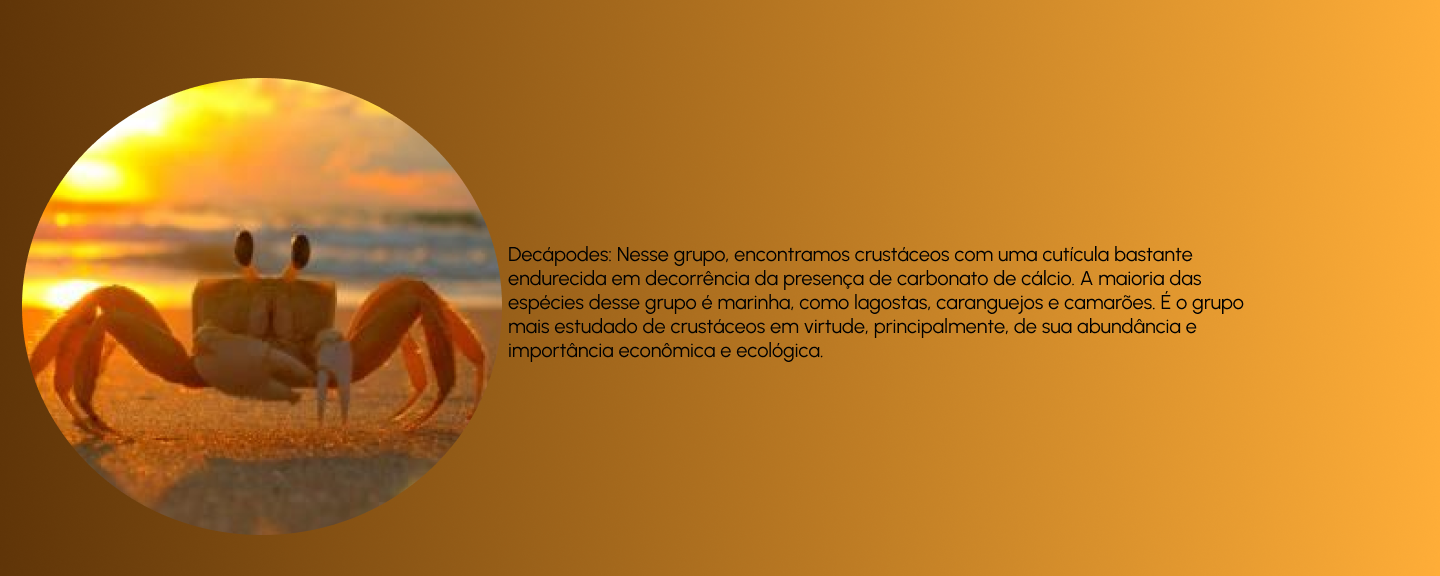 Decápodes: Nesse grupo, encontramos crustáceos com uma cutícula bastante
endurecida em decorrência da presença de carbonato de cálcio. A maioria das
espécies desse grupo é marinha, como lagostas, caranguejos e camarões. É o grupo
mais estudado de crustáceos em virtude, principalmente, de sua abundância e
importância econômica e ecológica.